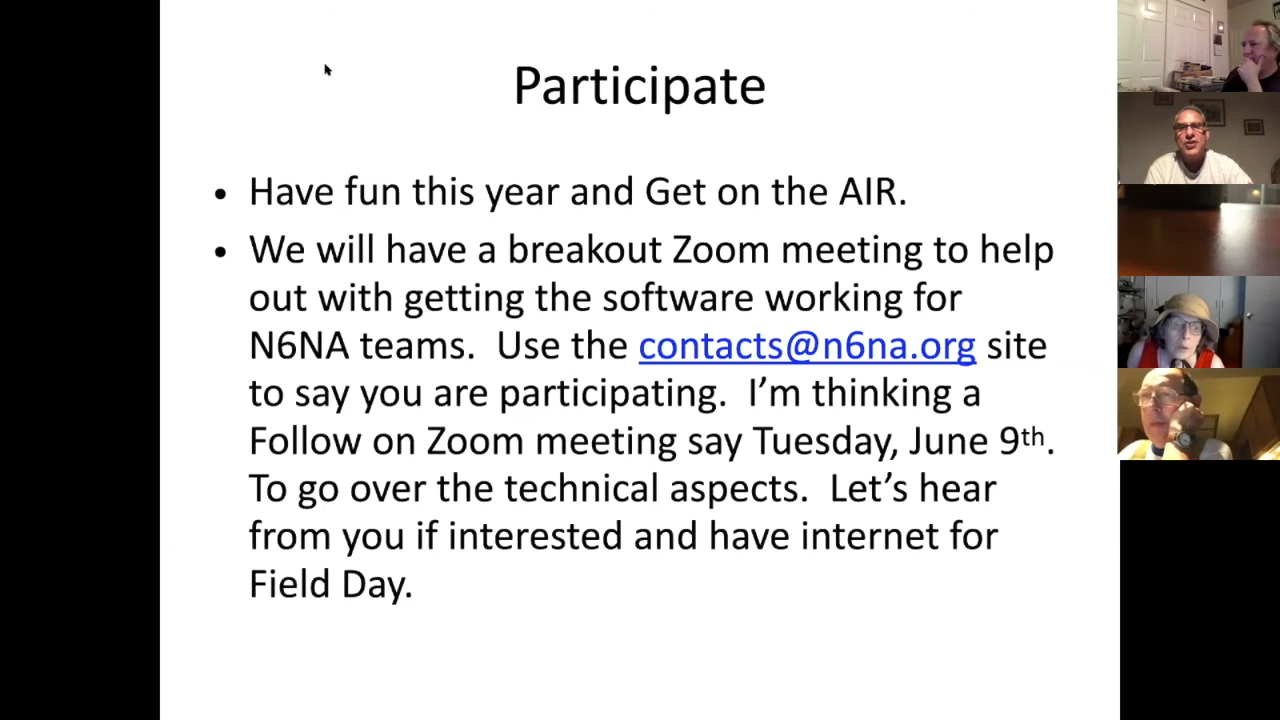 Participate
• Have fun this year and Get on the AIR.
• We will have a breakout Zoom meeting to help
out with getting the software working for
N6NA teams.  Use the contacts@n6na.org site
to say you are participating.  I’m thinking a
Follow on Zoom meeting say Tuesday, June 9th.
To go over the technical aspects.  Let’s hear
from you if interested and have internet for
Field Day.